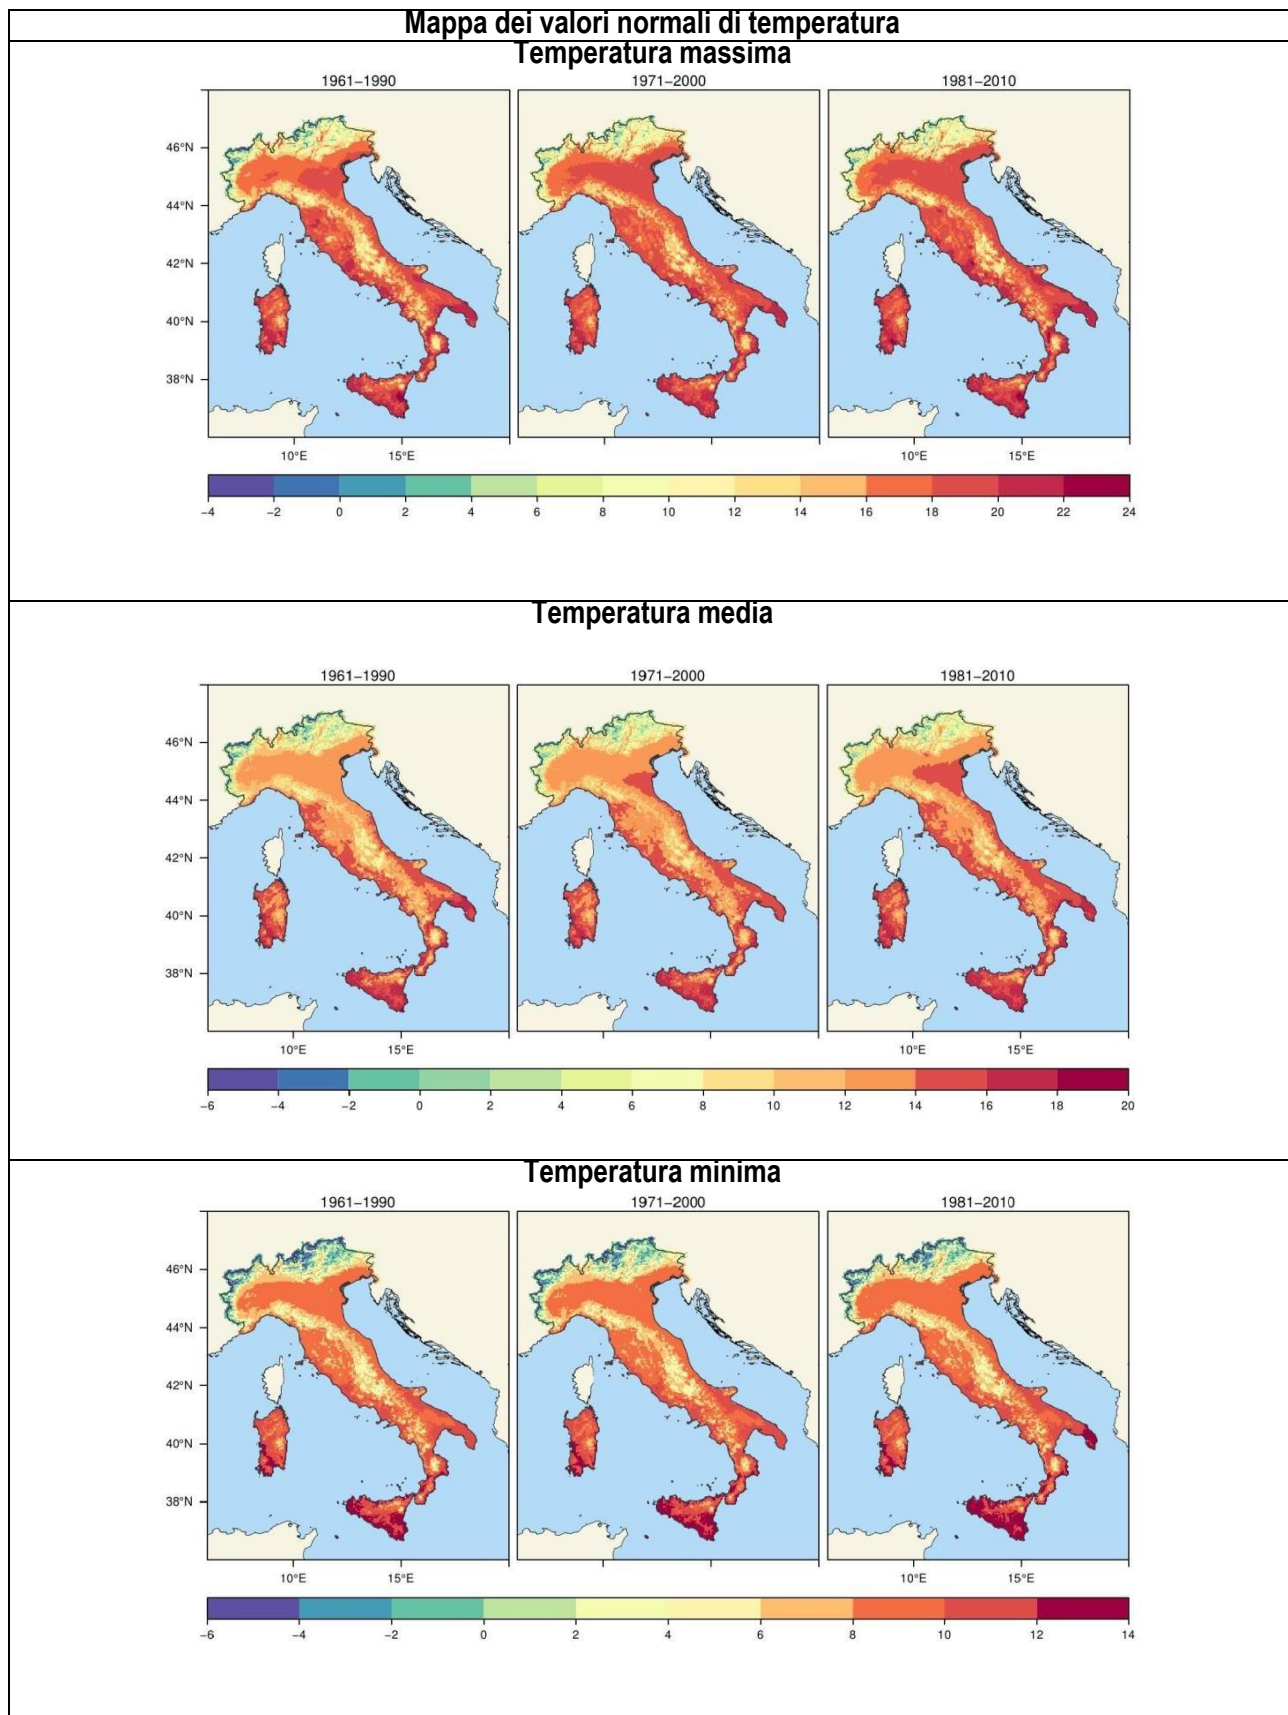 Mappa dei valori normali di temperatura
Temperatura massima
1961−1990 1971−2000 1981−2010
46°N
44°N
42°N
40°N
38°N
10°E 15°E 10°E 15°E
−4 −2 0 2 4 6 8 10 12 14 16 18 20 22 24
Temperatura media
1961−1990 1971−2000 1981−2010
46°N
44°N
42°N
40°N
38°N
10°E 15°E 10°E 15°E
−6 −4 −2 0 2 4 6 8 10 12 14 16 18 20
Temperatura minima
1961−1990 1971−2000 1981−2010
46°N
44°N
42°N
40°N
38°N
10°E 15°E 10°E 15°E
−6 −4 −2 0 2 4 6 8 10 12 14